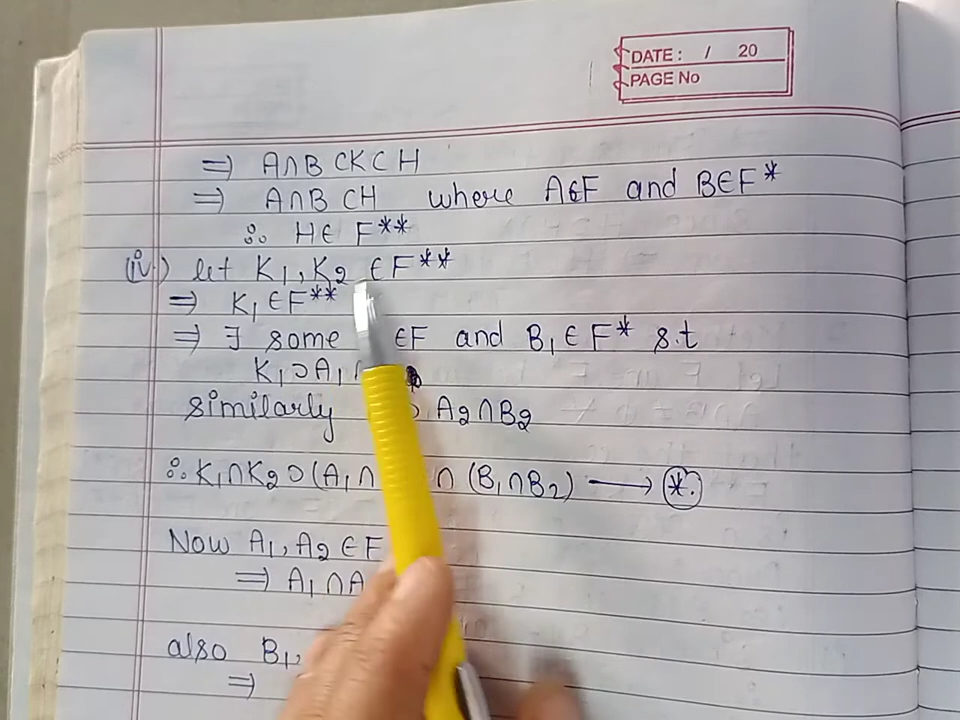 DATE : / 20
PAGE No
⇒ A∩B ⊂ K ⊂ H
⇒ A∩B ⊂ H where A∈F and B∈F*
∴ H∈ F**
(iv) let K₁, K₂ ∈ F**
⇒ K₁ ∈ F**
⇒ ∃ some ∈F and B₁ ∈ F* s.t
K₁ ⊃ A₁ ∩
similarly ⊃ A₂∩B₂
∴ K₁∩K₂ ⊃ (A₁∩ ∩ (B₁∩B₂) ⟶ (*)
Now A₁, A₂ ∈ F
⇒ A₁ ∩ A
also B₁,
⇒